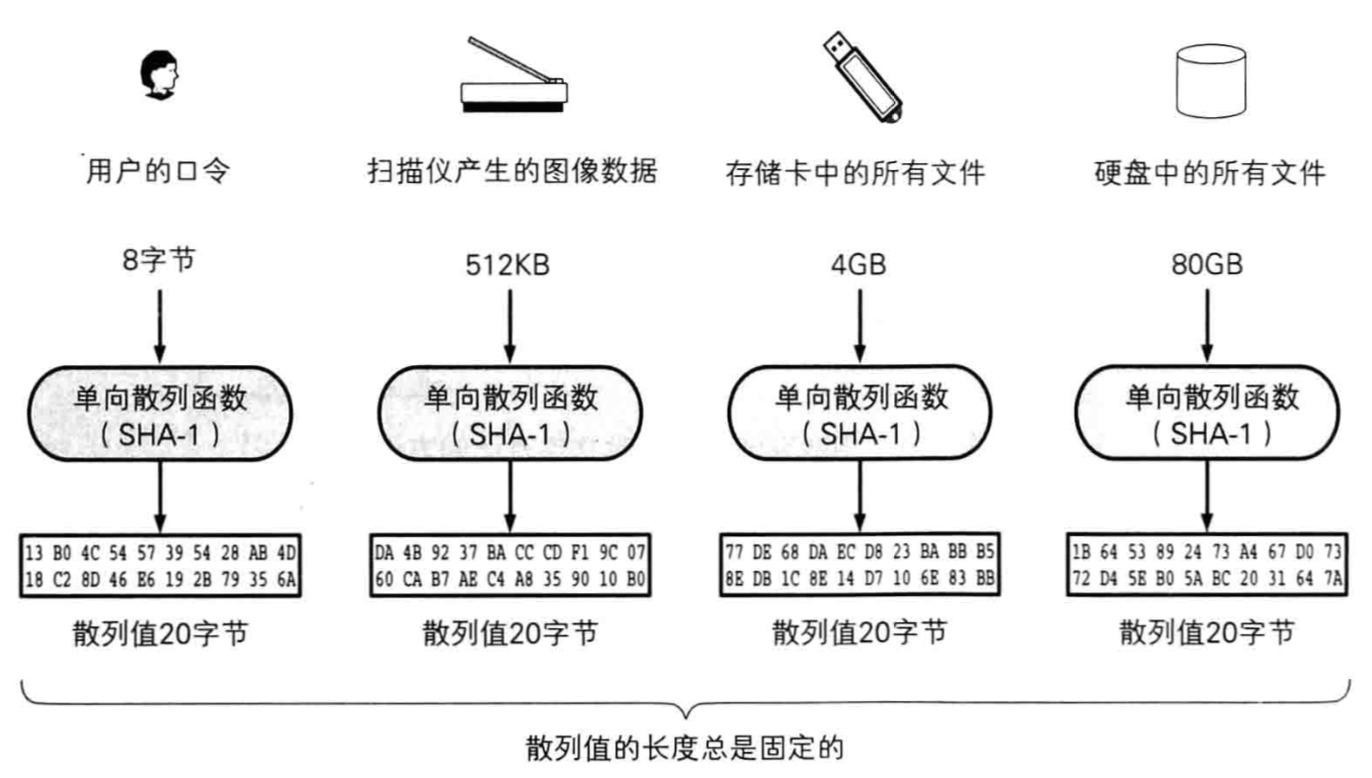 用户的口令
扫描仪产生的图像数据
存储卡中的所有文件
硬盘中的所有文件
8字节
512KB
4GB
80GB
单向散列函数
（SHA-1）
单向散列函数
（SHA-1）
单向散列函数
（SHA-1）
单向散列函数
（SHA-1）
13 B0 4C 54 57 39 54 28 AB 4D
18 C2 8D 46 E6 19 2B 79 35 6A
DA 4B 92 37 BA CC CD F1 9C 07
60 CA B7 AE C4 A8 35 90 10 B0
77 DE 68 DA EC D8 23 BA BB B5
8E DB 1C 8E 14 D7 10 6E 83 BB
1B 64 53 89 24 73 A4 67 D0 73
72 D4 5E B0 5A BC 20 31 64 7A
散列值20字节
散列值20字节
散列值20字节
散列值20字节
散列值的长度总是固定的